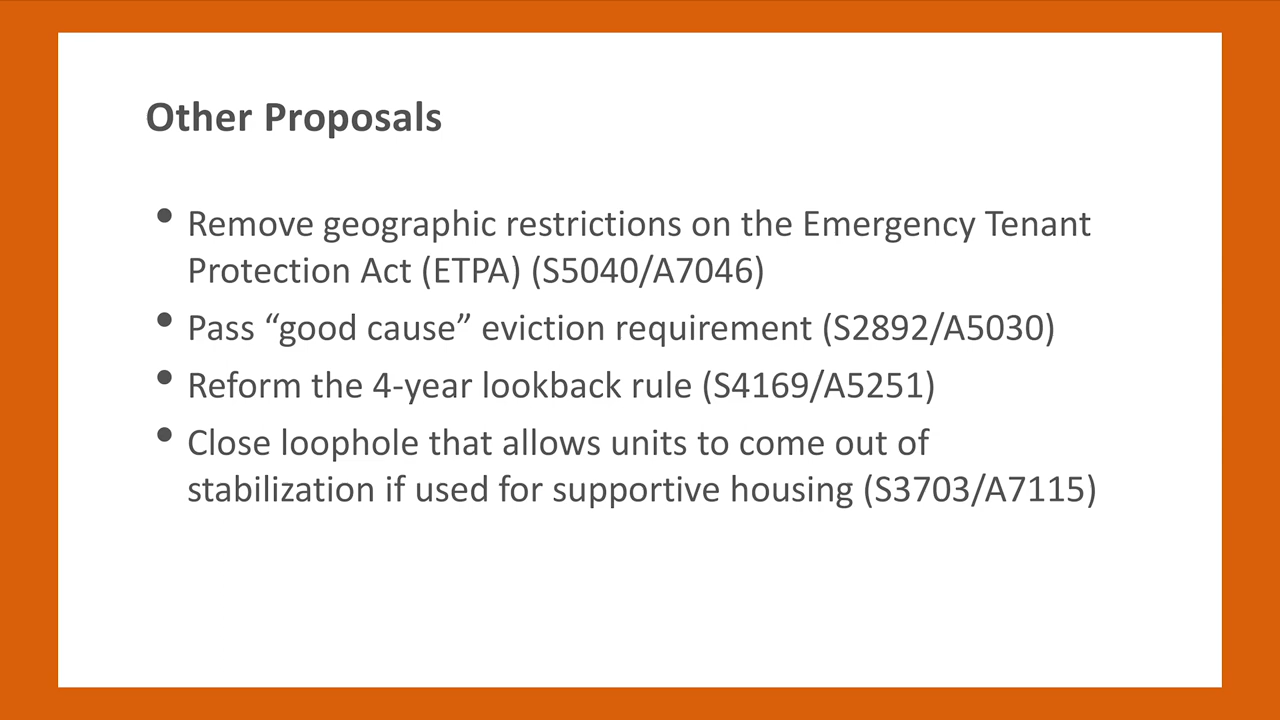 Other Proposals
• Remove geographic restrictions on the Emergency Tenant
Protection Act (ETPA) (S5040/A7046)
• Pass “good cause” eviction requirement (S2892/A5030)
• Reform the 4-year lookback rule (S4169/A5251)
• Close loophole that allows units to come out of
stabilization if used for supportive housing (S3703/A7115)